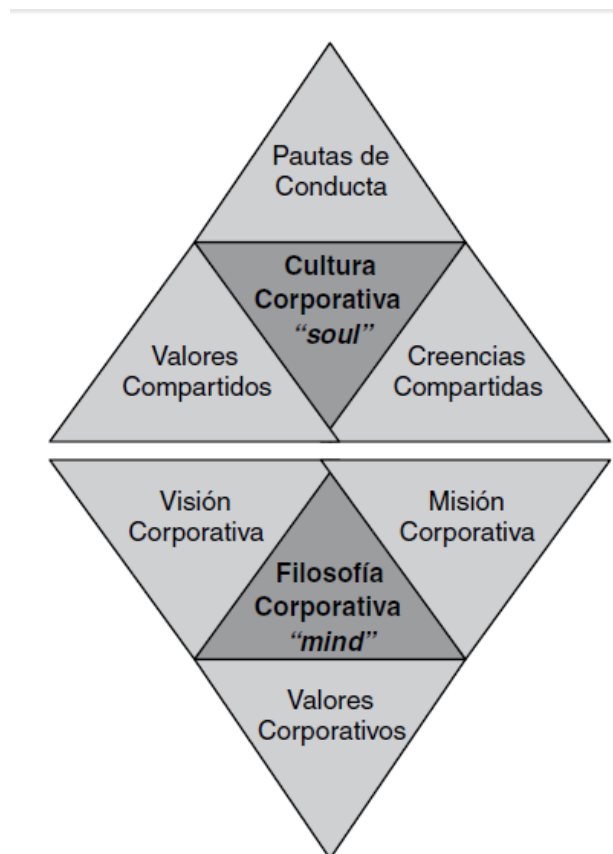 Pautas de
Conducta
Cultura
Corporativa
“soul”
Valores
Compartidos
Creencias
Compartidas
Visión
Corporativa
Misión
Corporativa
Filosofía
Corporativa
“mind”
Valores
Corporativos